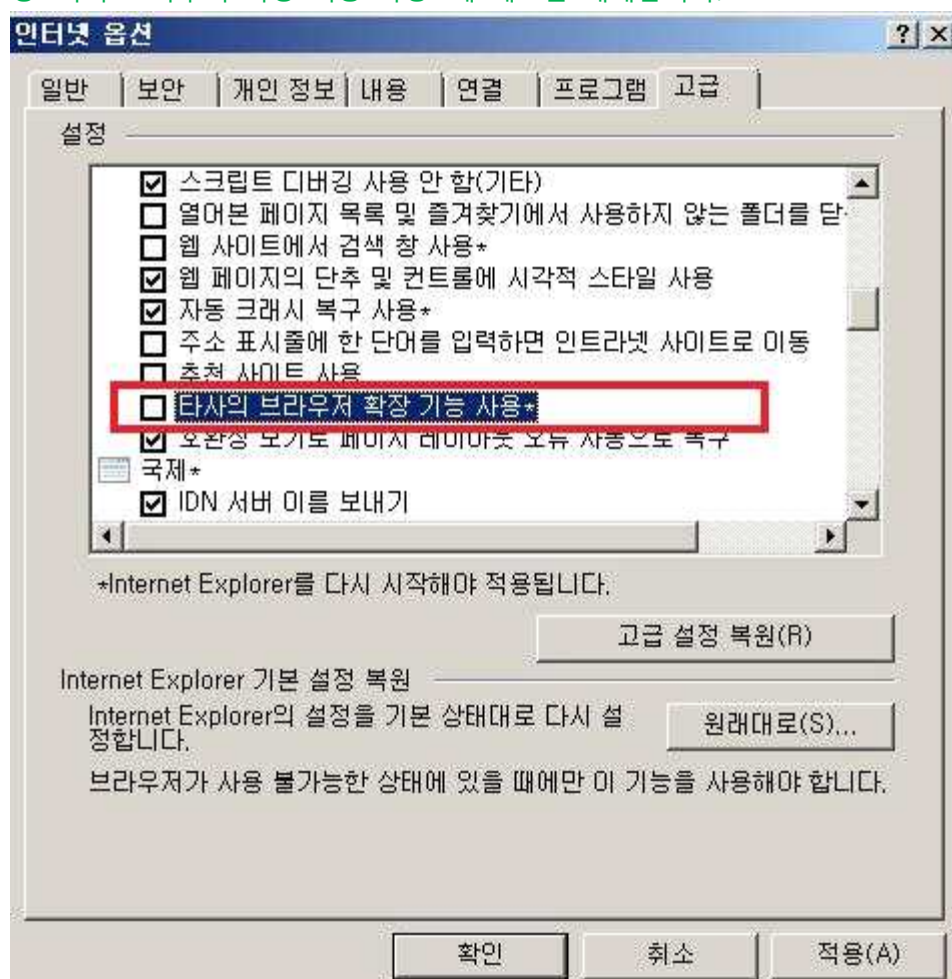 인터넷 옵션
일반 보안 개인 정보 내용 연결 프로그램 고급
설정
스크립트 디버깅 사용 안 함(기타)
열어본 페이지 목록 및 즐겨찾기에서 사용하지 않는 폴더를 닫
웹 사이트에서 검색 창 사용*
웹 페이지의 단추 및 컨트롤에 시각적 스타일 사용
자동 크래시 복구 사용*
주소 표시줄에 한 단어를 입력하면 인트라넷 사이트로 이동
추천 사이트 사용
타사의 브라우저 확장 기능 사용*
호환성 보기로 페이지 레이아웃 오류 자동으로 복구
국제*
IDN 서버 이름 보내기
*Internet Explorer를 다시 시작해야 적용됩니다.
고급 설정 복원(R)
Internet Explorer 기본 설정 복원
Internet Explorer의 설정을 기본 상태대로 다시 설
정합니다.
원래대로(S)...
브라우저가 사용 불가능한 상태에 있을 때에만 이 기능을 사용해야 합니다.
확인 취소 적용(A)